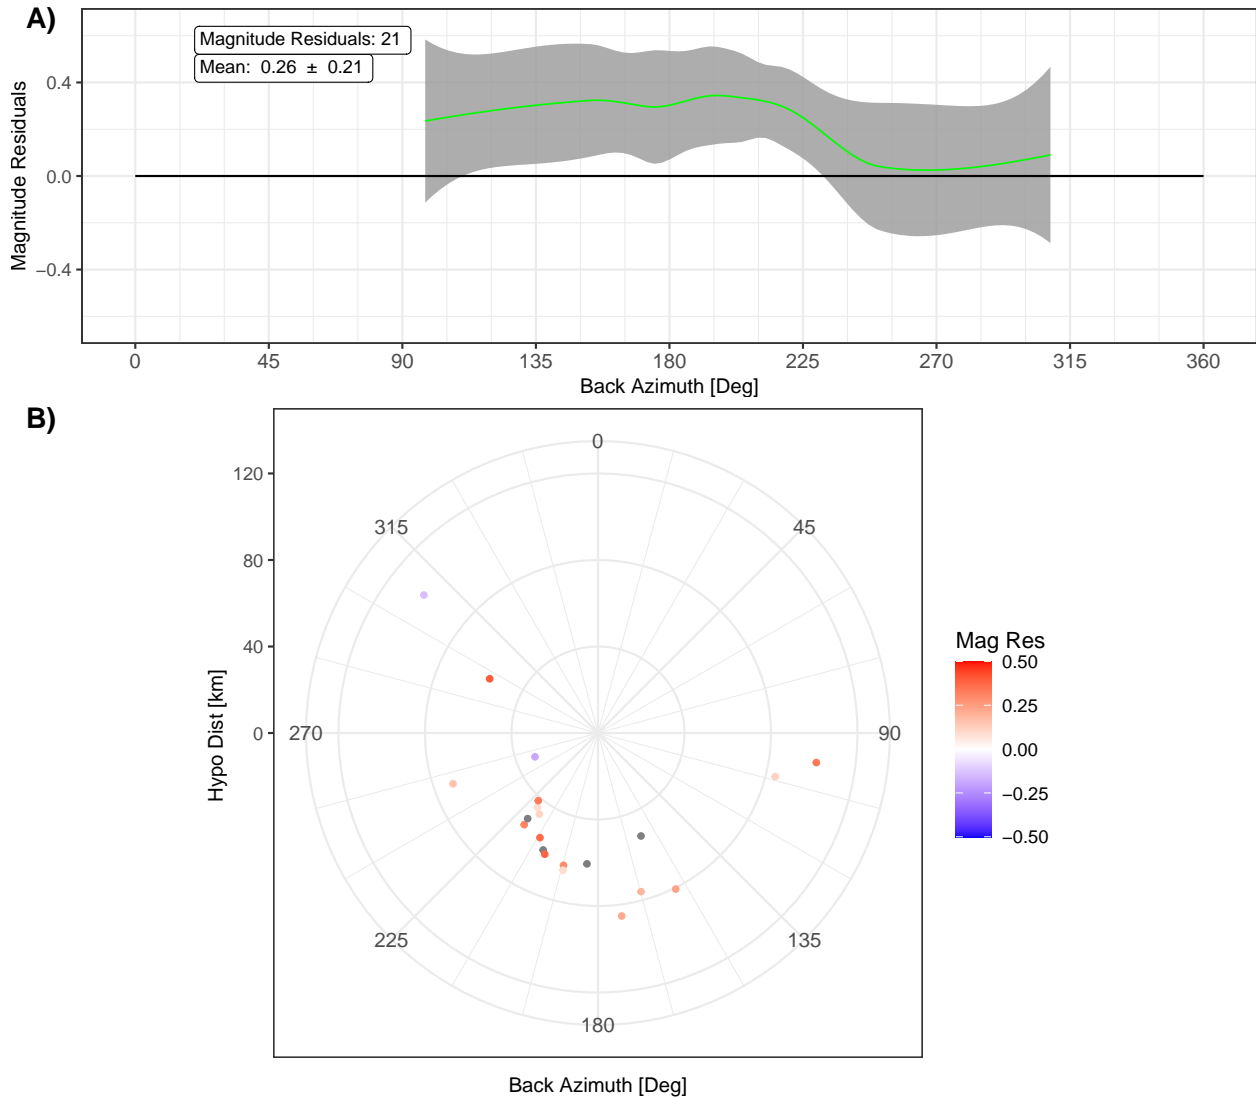 A)
Magnitude Residuals: 21
Mean: 0.26 ± 0.21
Magnitude Residuals
0.4
0.0
−0.4
0 45 90 135 180 225 270 315 360
Back Azimuth [Deg]
B)
Hypo Dist [km]
120
80
40
0
0
45
90
135
180
225
270
315
Back Azimuth [Deg]
Mag Res
0.50
0.25
0.00
−0.25
−0.50